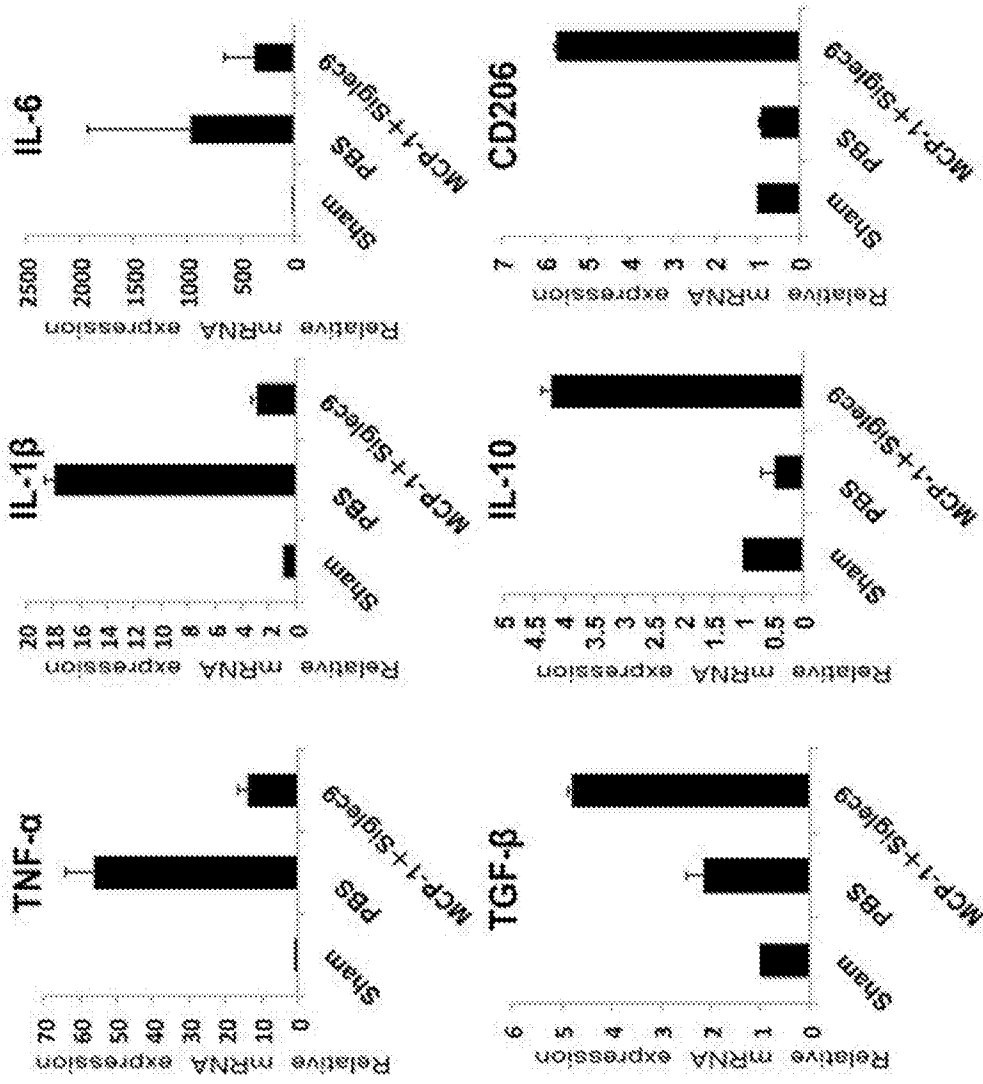 TNF-α
Relative mRNA expression
70
60
50
40
30
20
10
0
Sham
PBS
MCP-1+Siglec9
IL-1β
Relative mRNA expression
20
18
16
14
12
10
8
6
4
2
0
Sham
PBS
MCP-1+Siglec9
IL-6
Relative mRNA expression
2500
2000
1500
1000
500
0
Sham
PBS
MCP-1+Siglec9
TGF-β
Relative mRNA expression
6
5
4
3
2
1
0
Sham
PBS
MCP-1+Siglec9
IL-10
Relative mRNA expression
5
4.5
4
3.5
3
2.5
2
1.5
1
0.5
0
Sham
PBS
MCP-1+Siglec9
CD206
Relative mRNA expression
7
6
5
4
3
2
1
0
Sham
PBS
MCP-1+Siglec9